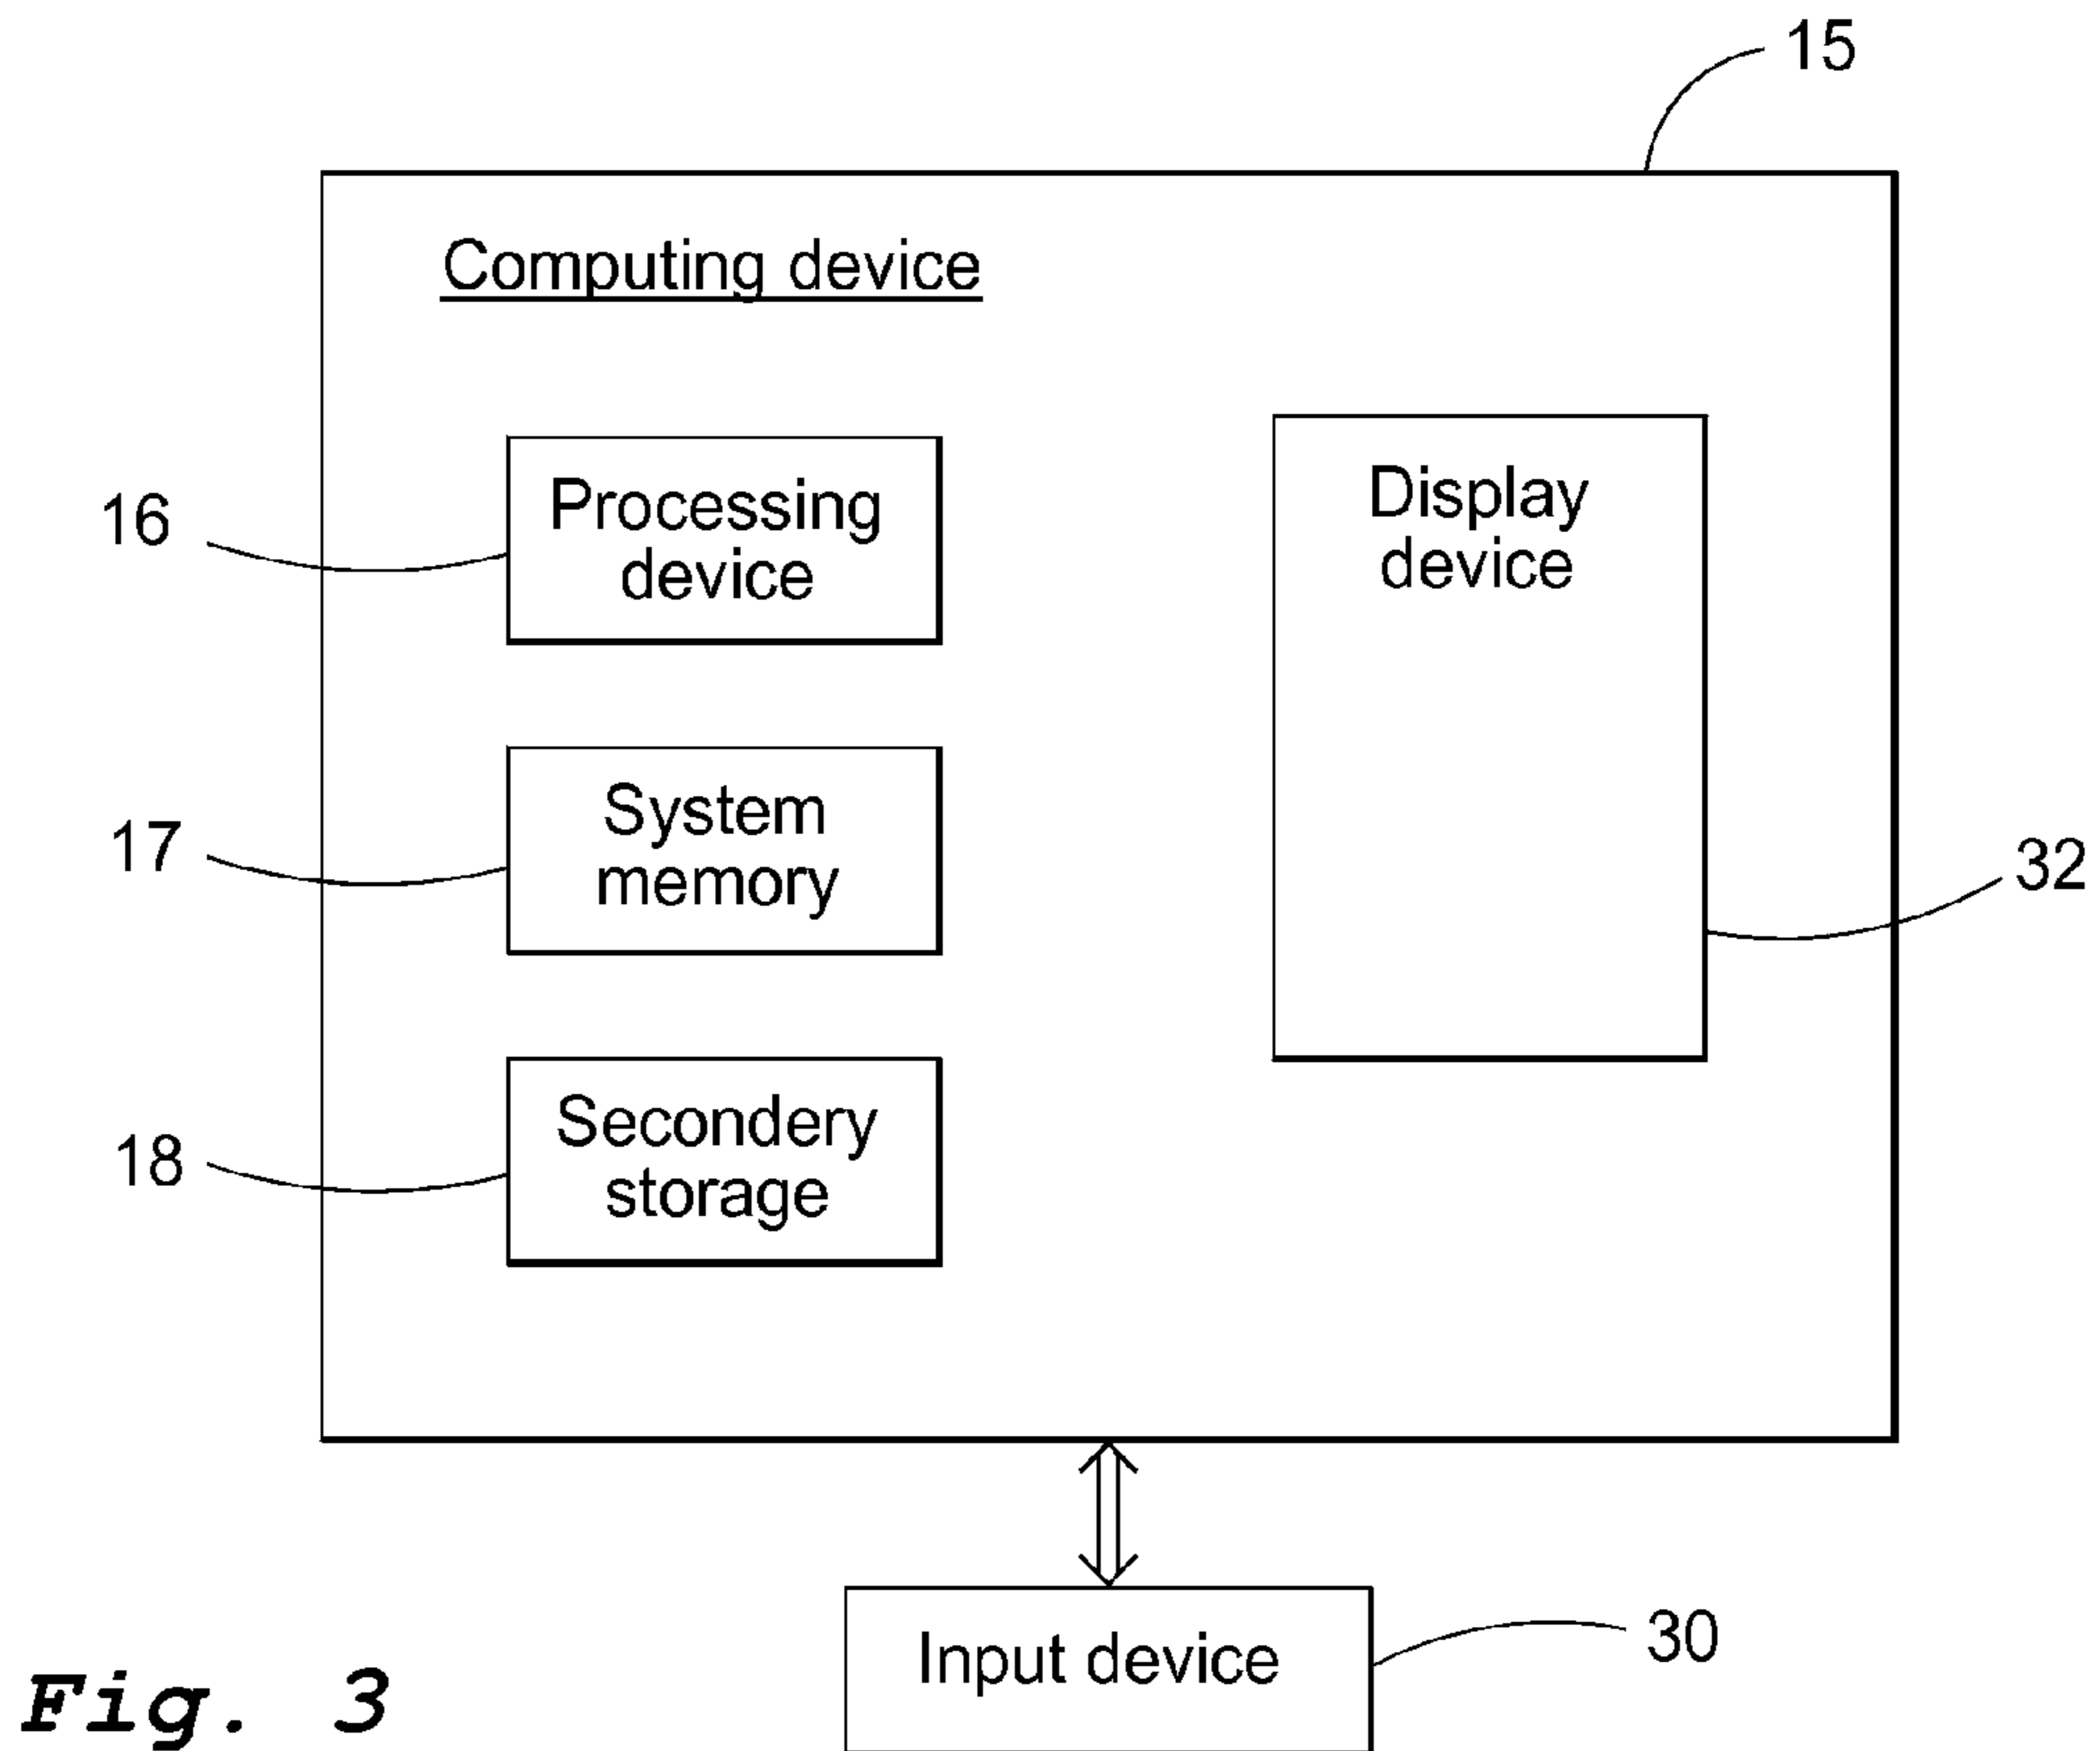 15
Computing device
16
Processing
device
Display
device
17
System
memory
32
18
Secondery
storage
Input device
30
Fig. 3